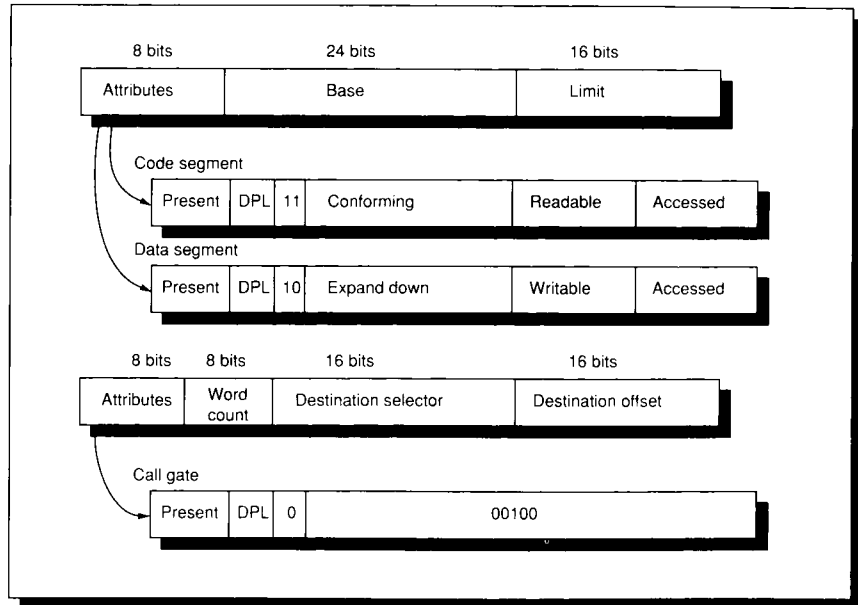 8 bits 24 bits 16 bits
Attributes Base Limit
Code segment
Present DPL 11 Conforming Readable Accessed
Data segment
Present DPL 10 Expand down Writable Accessed
8 bits 8 bits 16 bits 16 bits
Attributes Word count Destination selector Destination offset
Call gate
Present DPL 0 00100